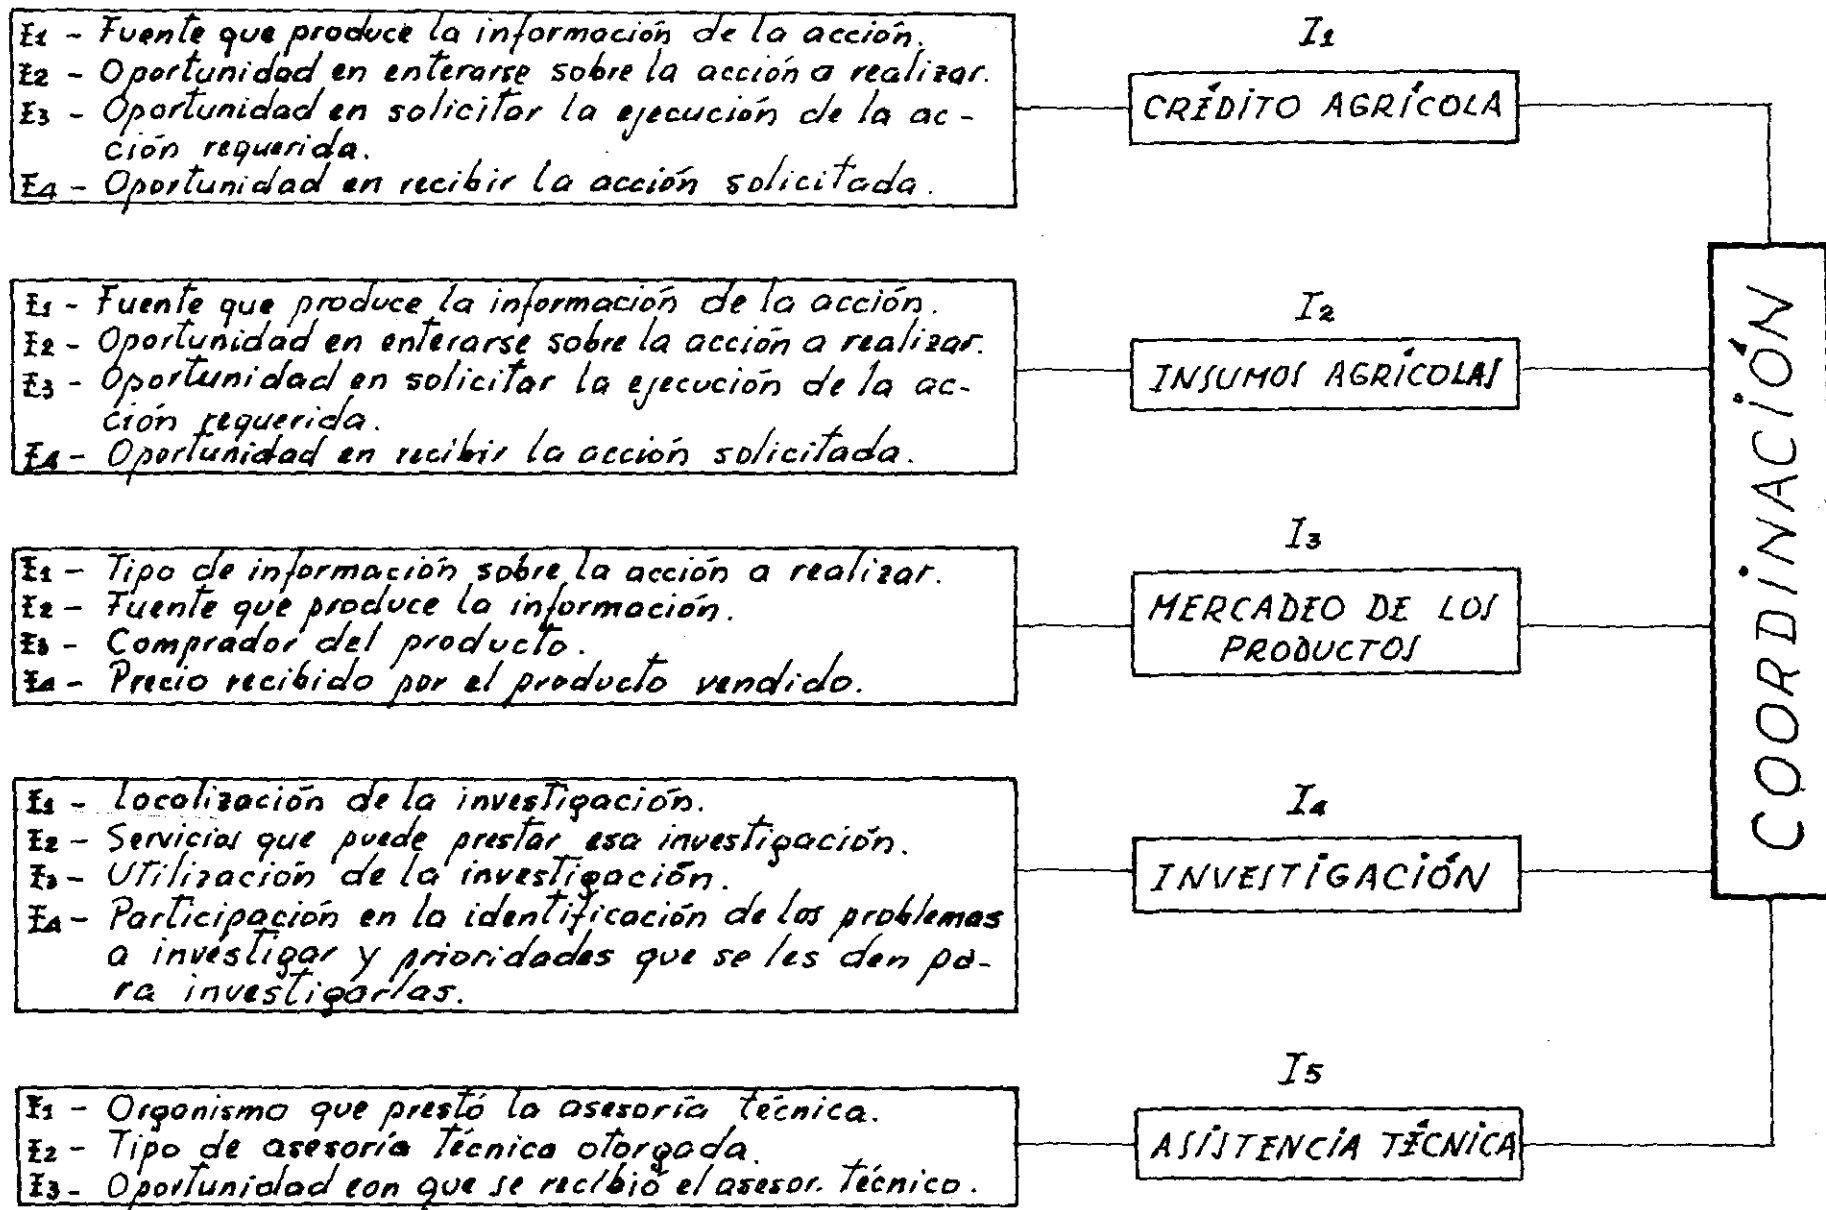 E1 - Fuente que produce la información de la acción.
E2 - Oportunidad en enterarse sobre la acción a realizar.
E3 - Oportunidad en solicitar la ejecución de la ac-
ción requerida.
E4 - Oportunidad en recibir la acción solicitada.
I1
CRÉDITO AGRÍCOLA
E1 - Fuente que produce la información de la acción.
E2 - Oportunidad en enterarse sobre la acción a realizar.
E3 - Oportunidad en solicitar la ejecución de la ac-
ción requerida.
E4 - Oportunidad en recibir la acción solicitada.
I2
INSUMOS AGRÍCOLAS
E1 - Tipo de información sobre la acción a realizar.
E2 - Fuente que produce la información.
E3 - Comprador del producto.
E4 - Precio recibido por el producto vendido.
I3
MERCADEO DE LOS
PRODUCTOS
E1 - Localización de la investigación.
E2 - Servicios que puede prestar esa investigación.
E3 - Utilización de la investigación.
E4 - Participación en la identificación de los problemas
a investigar y prioridades que se les den pa-
ra investigarlas.
I4
INVESTIGACIÓN
E1 - Organismo que prestó la asesoría técnica.
E2 - Tipo de asesoría técnica otorgada.
E3 - Oportunidad con que se recibió el asesor. técnico.
I5
ASISTENCIA TÉCNICA
COORDINACIÓN